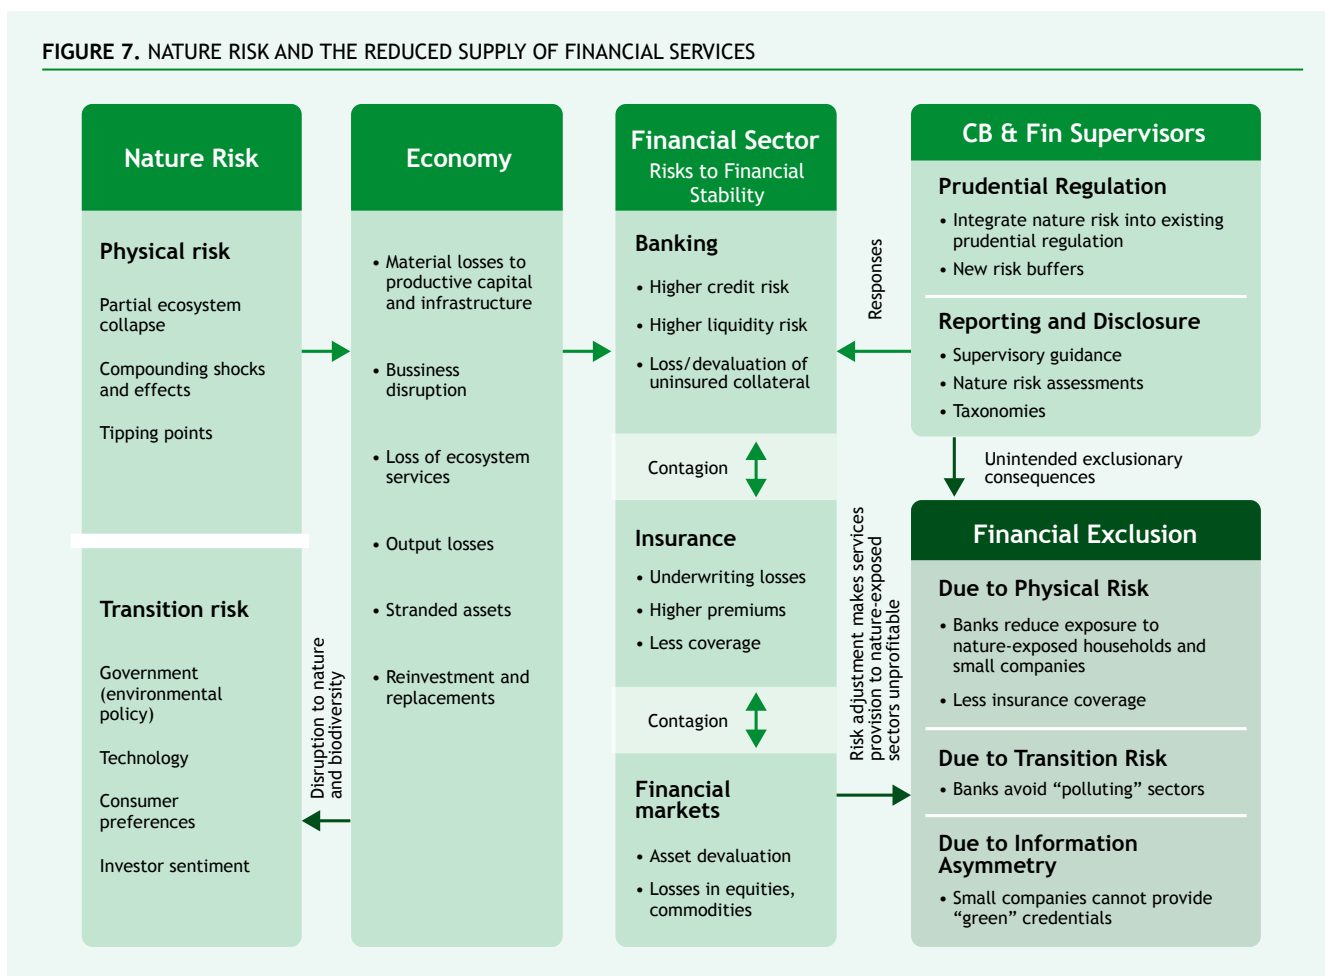 FIGURE 7. NATURE RISK AND THE REDUCED SUPPLY OF FINANCIAL SERVICES
Nature Risk
Physical risk
Partial ecosystem
collapse
Compounding shocks
and effects
Tipping points
Transition risk
Government
(environmental
policy)
Technology
Consumer
preferences
Investor sentiment
Disruption to nature
and biodiversity
Economy
• Material losses to
productive capital
and infrastructure
• Bussiness
disruption
• Loss of ecosystem
services
• Output losses
• Stranded assets
• Reinvestment and
replacements
Financial Sector
Risks to Financial
Stability
Banking
• Higher credit risk
• Higher liquidity risk
• Loss/devaluation of
uninsured collateral
Contagion
Insurance
• Underwriting losses
• Higher premiums
• Less coverage
Contagion
Financial
markets
• Asset devaluation
• Losses in equities,
commodities
Responses
Risk adjustment makes services
provision to nature-exposed
sectors unprofitable
CB & Fin Supervisors
Prudential Regulation
• Integrate nature risk into existing
prudential regulation
• New risk buffers
Reporting and Disclosure
• Supervisory guidance
• Nature risk assessments
• Taxonomies
Unintended exclusionary
consequences
Financial Exclusion
Due to Physical Risk
• Banks reduce exposure to
nature-exposed households and
small companies
• Less insurance coverage
Due to Transition Risk
• Banks avoid “polluting” sectors
Due to Information
Asymmetry
• Small companies cannot provide
“green” credentials